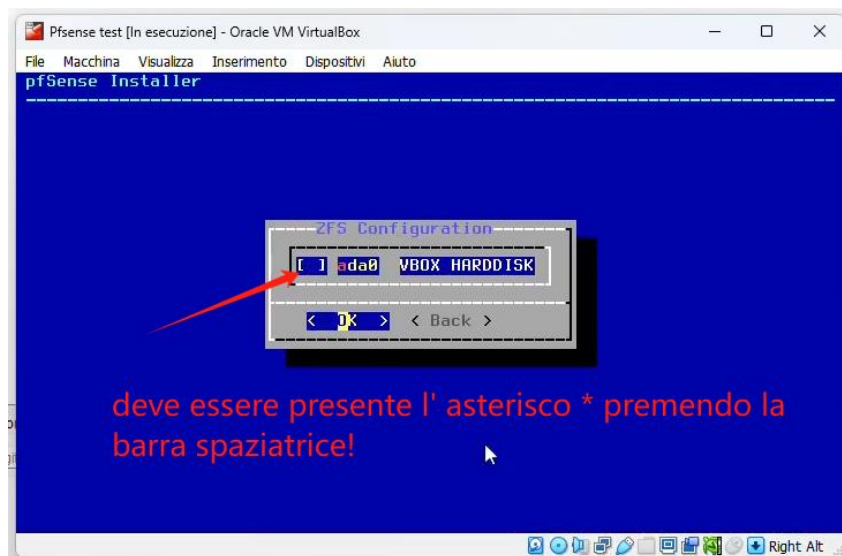 Pfsense test [In esecuzione] - Oracle VM VirtualBox
File Macchina Visualizza Inserimento Dispositivi Aiuto
pfSense Installer
ZFS Configuration
[ ] ada0 VBOX HARDDISK
< OK > < Back >
deve essere presente l' asterisco * premendo la
barra spaziatrice!
Right Alt